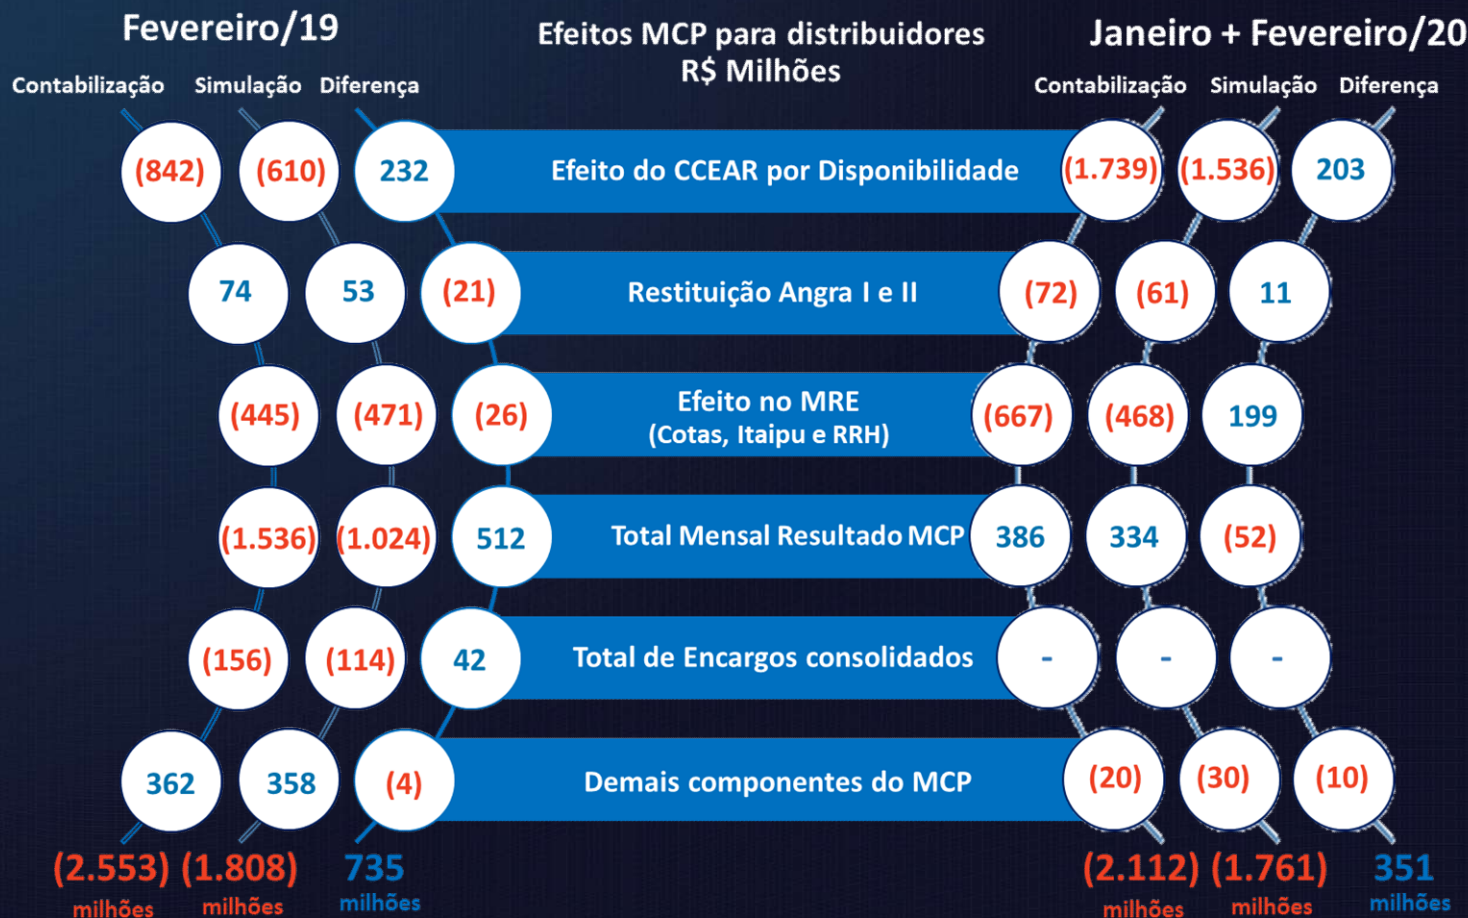 Fevereiro/19
Efeitos MCP para distribuidores
R$ Milhões
Janeiro + Fevereiro/20
Contabilização Simulação Diferença
Contabilização Simulação Diferença
(842) (610) 232 Efeito do CCEAR por Disponibilidade (1.739) (1.536) 203
74 53 (21) Restituição Angra I e II (72) (61) 11
(445) (471) (26) Efeito no MRE (667) (468) 199
(Cotas, Itaipu e RRH)
(1.536) (1.024) 512 Total Mensal Resultado MCP 386 334 (52)
(156) (114) 42 Total de Encargos consolidados - - -
362 358 (4) Demais componentes do MCP (20) (30) (10)
(2.553) (1.808) 735 (2.112) (1.761) 351
milhões milhões milhões milhões milhões milhões